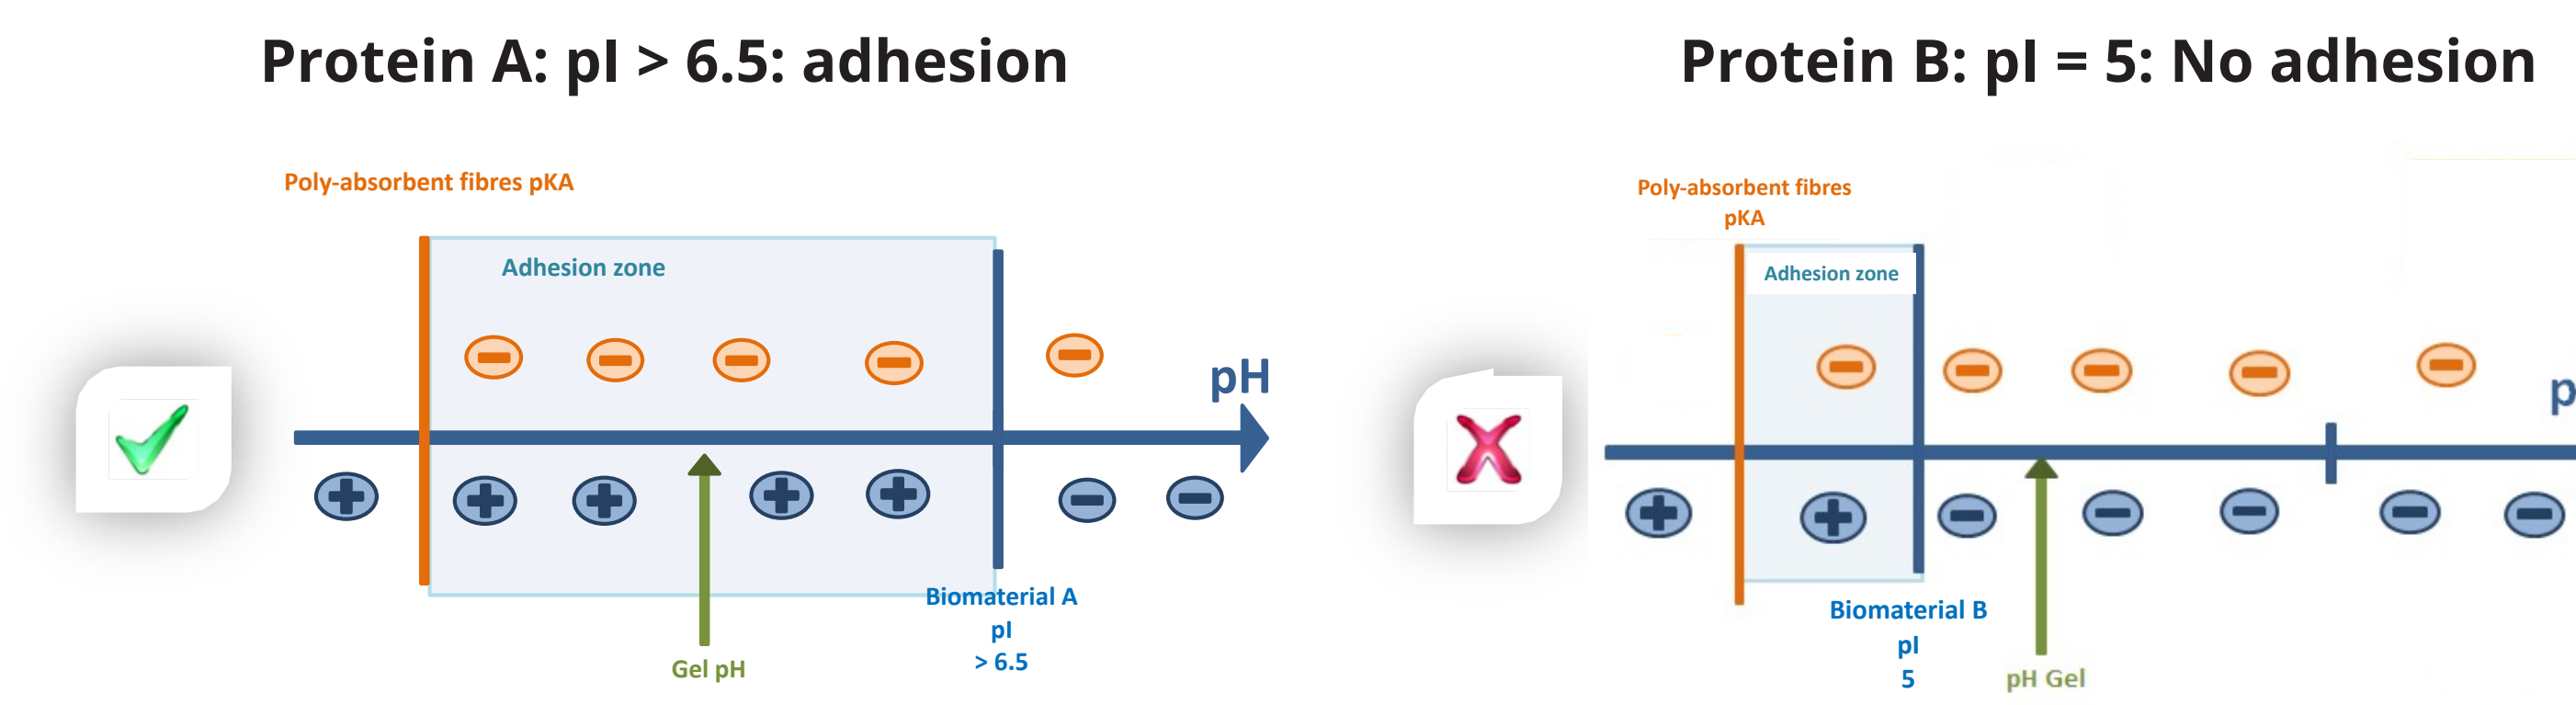 Protein A: pI > 6.5: adhesion
Poly-absorbent fibres pKA
Adhesion zone
pH
Biomaterial A
pI
> 6.5
Gel pH
Protein B: pI = 5: No adhesion
Poly-absorbent fibres
pKA
Adhesion zone
p
Biomaterial B
pI
5
pH Gel